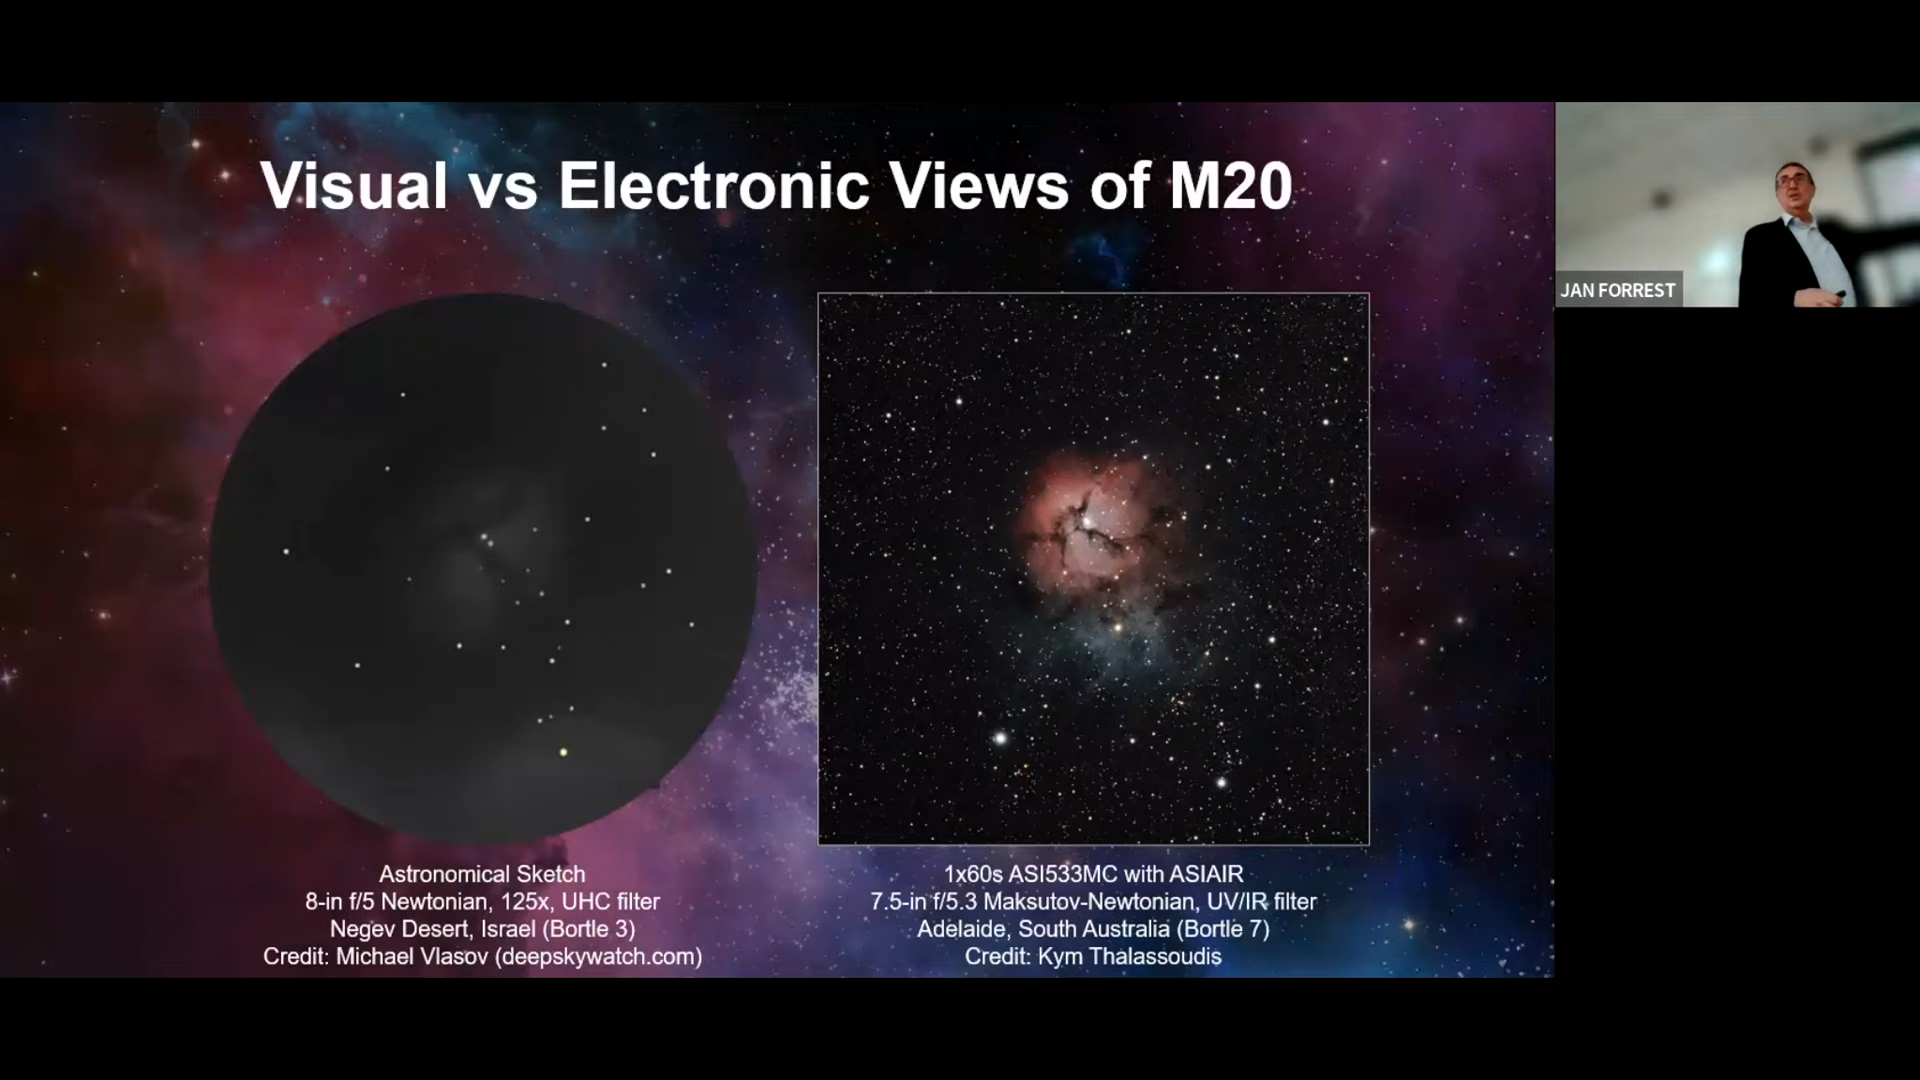 Visual vs Electronic Views of M20
JAN FORREST
Astronomical Sketch
8-in f/5 Newtonian, 125x, UHC filter
Negev Desert, Israel (Bortle 3)
Credit: Michael Vlasov (deepskywatch.com)
1x60s ASI533MC with ASIAIR
7.5-in f/5.3 Maksutov-Newtonian, UV/IR filter
Adelaide, South Australia (Bortle 7)
Credit: Kym Thalassoudis